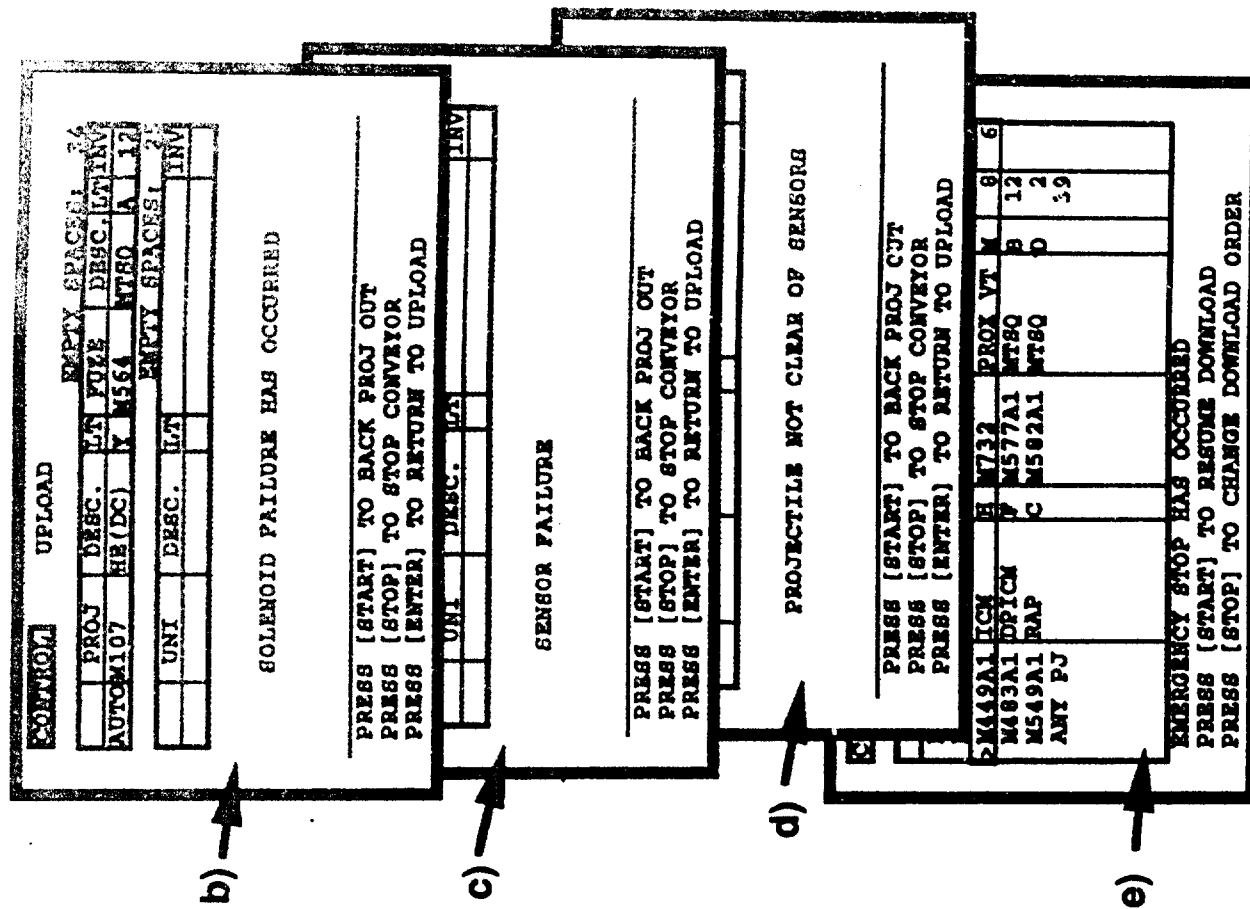 b)
CONTROL UPLOAD
EMPTY SPACES: 24
PROJ DESC. LT FUZE DESC. LT INV
AUTO M107 HE(DC) Y M564 MTSQ A 12
EMPTY SPACES:
UNI DESC. LT INV
SOLENOID FAILURE HAS OCCURRED
PRESS [START] TO BACK PROJ OUT
PRESS [STOP] TO STOP CONVEYOR
PRESS [ENTER] TO RETURN TO UPLOAD
c)
UNI DESC. LT INV
SENSOR FAILURE
PRESS [START] TO BACK PROJ OUT
PRESS [STOP] TO STOP CONVEYOR
PRESS [ENTER] TO RETURN TO UPLOAD
d)
PROJECTILE NOT CLEAR OF SENSORS
PRESS [START] TO BACK PROJ OUT
PRESS [STOP] TO STOP CONVEYOR
PRESS [ENTER] TO RETURN TO UPLOAD
e)
C
>M449A1 ICM H M732 PROX VT M 8 6
M483A1 DPICM F M577A1 MTSQ B 12
M549A1 RAP C M582A1 MTSQ D 2
ANY PJ 39
EMERGENCY STOP HAS OCCURRED
PRESS [START] TO RESUME DOWNLOAD
PRESS [STOP] TO CHANGE DOWNLOAD ORDER